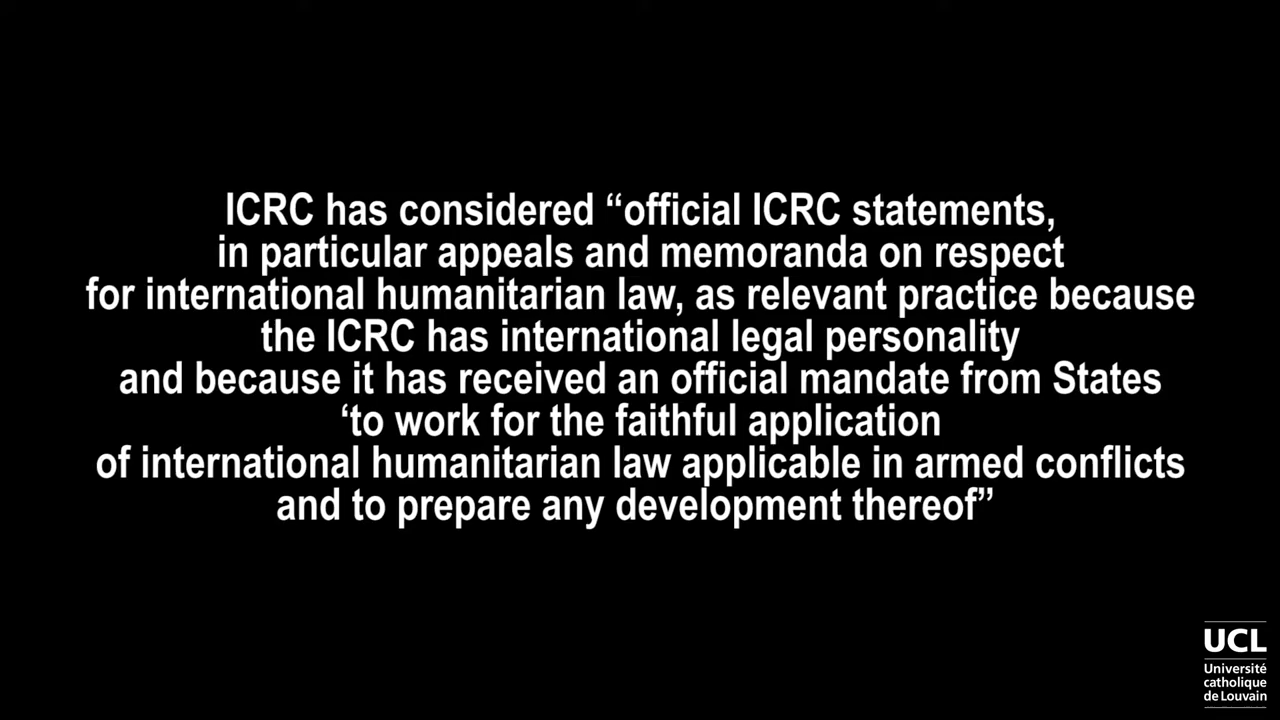 ICRC has considered “official ICRC statements,
in particular appeals and memoranda on respect
for international humanitarian law, as relevant practice because
the ICRC has international legal personality
and because it has received an official mandate from States
‘to work for the faithful application
of international humanitarian law applicable in armed conflicts
and to prepare any development thereof”
UCL
Université
catholique
de Louvain